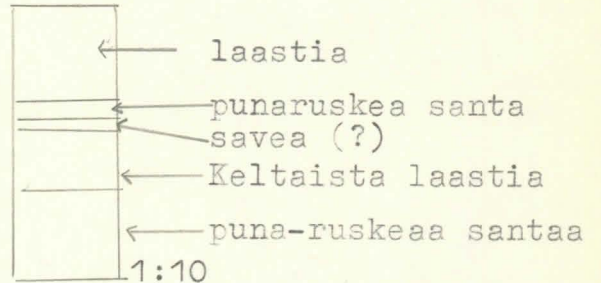 laastia
punaruskea santa
savea (?)
Keltaista laastia
puna-ruskeaa santaa
1:10